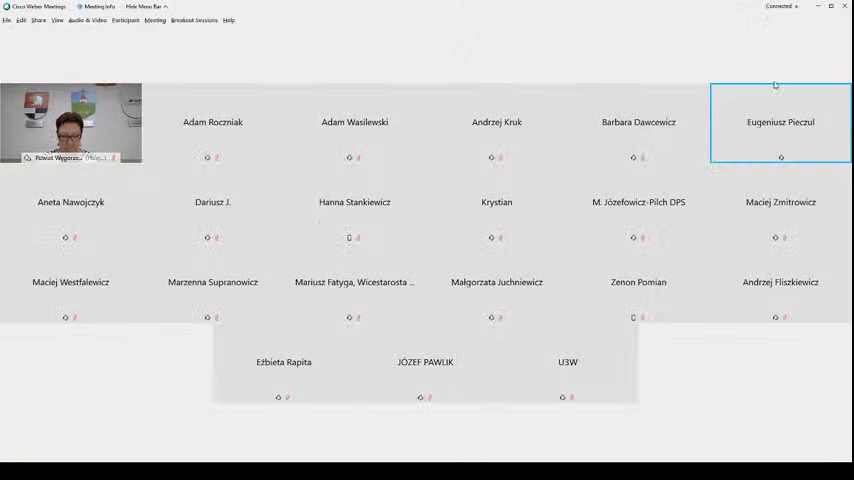 Cisco Webex Meetings Meeting Info Hide Menu Bar Connected
File Edit Share View Audio & Video Participant Meeting Breakout Sessions Help
Adam Roczniak Adam Wasilewski Andrzej Kruk Barbara Dawcewicz Eugeniusz Pieczul
Powiat Węgorze...
Aneta Nawojczyk Dariusz J. Hanna Stankiewicz Krystian M. Józefowicz-Pilch DPS Maciej Zmitrowicz
Maciej Westfalewicz Marzenna Supranowicz Mariusz Fatyga, Wicestarosta ... Małgorzata Juchniewicz Zenon Pomian Andrzej Fliszkiewicz
Elżbieta Rapita JÓZEF PAWLIK U3W